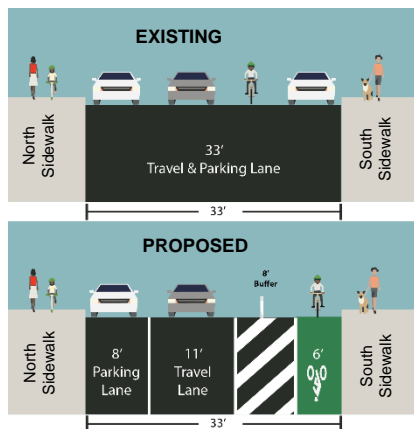 EXISTING
North
Sidewalk
33'
Travel & Parking Lane
South
Sidewalk
33'
PROPOSED
8'
Buffer
North
Sidewalk
8'
Parking
Lane
11'
Travel
Lane
6'
South
Sidewalk
33'